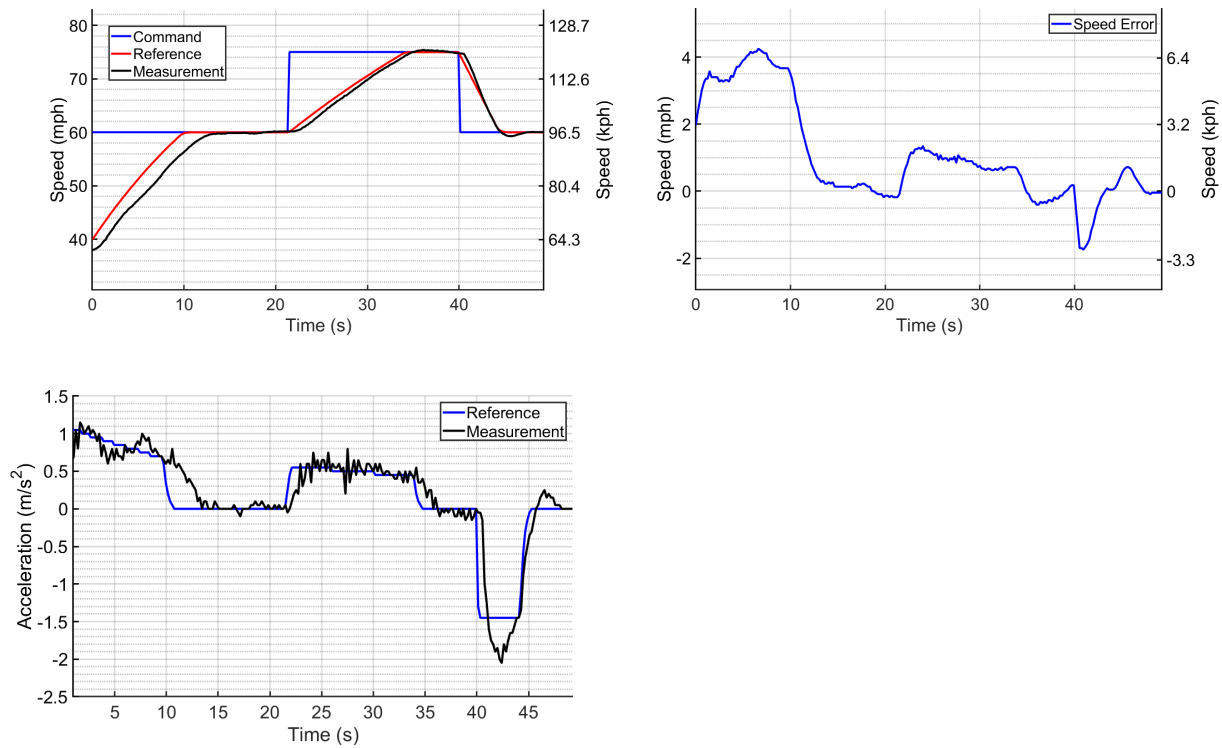 80
70
60
50
40
Speed (mph)
Command
Reference
Measurement
128.7
112.6
96.5
80.4
64.3
Speed (kph)
0 10 20 30 40
Time (s)
4
2
0
-2
Speed (mph)
Speed Error
6.4
3.2
0
-3.3
Speed (kph)
0 10 20 30 40
Time (s)
1.5
1
0.5
0
-0.5
-1
-1.5
-2
-2.5
Acceleration (m/s²)
Reference
Measurement
5 10 15 20 25 30 35 40 45
Time (s)